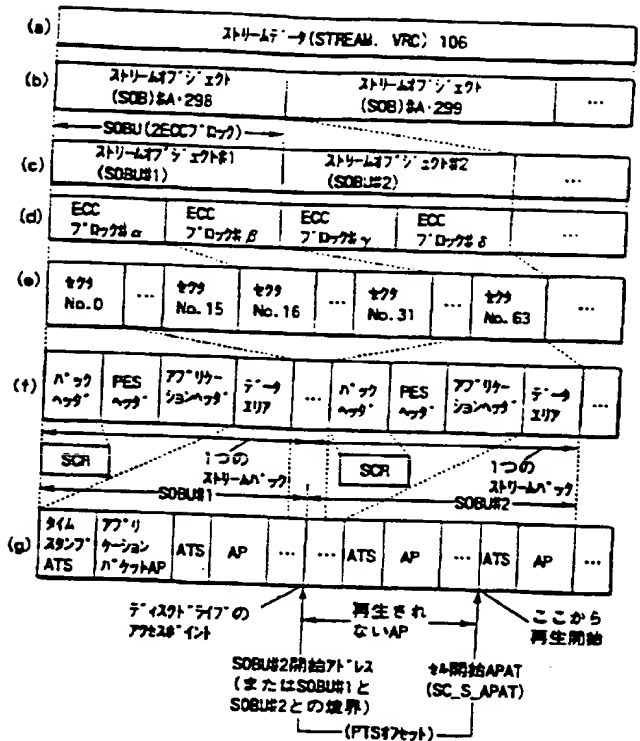 (a) ストリームデータ(STREAM. VRC) 106
(b) ストリームオブジェクト ストリームオブジェクト
(SOB)#A·298 (SOB)#A·299 ...
SOBU(2ECCブロック)
(c) ストリームオブジェクト#1 ストリームオブジェクト#2
(SOBU#1) (SOBU#2) ...
(d) ECC ECC ECC ECC
ブロック#α ブロック#β ブロック#γ ブロック#δ ...
(e) セクタ ... セクタ セクタ ... セクタ ... セクタ ...
No.0 No.15 No.16 No.31 No.63
(f) パック PES アプリケー データ ... パック PES アプリケー データ ...
ヘッダ ヘッダ ションヘッダ エリア ヘッダ ヘッダ ションヘッダ エリア
SCR 1つの SCR 1つの
ストリームパック ストリームパック
SOBU#1 SOBU#2
(g) タイム アプリ ATS AP ... ... ATS AP ... ATS AP ...
スタンプ ケーション
ATS パケットAP
ディスクドライブの 再生され ここから
アクセスポイント ないAP 再生開始
SOBU#2開始アドレス セル開始APAT
(またはSOBU#1と (SC_S_APAT)
SOBU#2との境界)
(PTSオフセット)